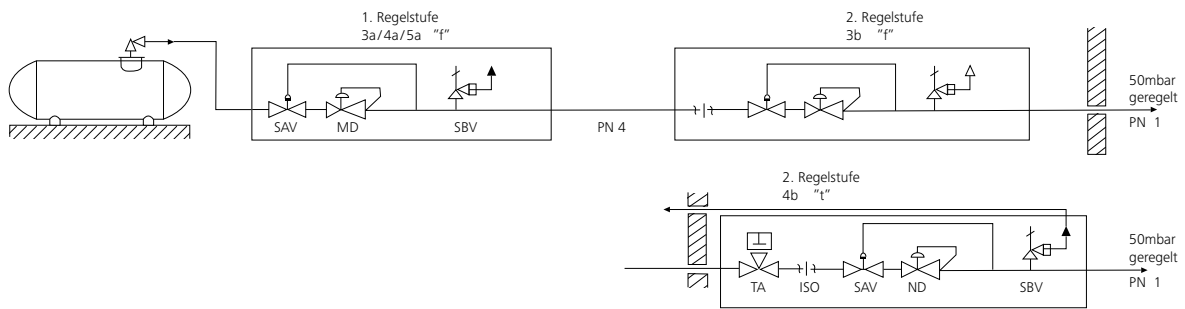 1. Regelstufe
3a/4a/5a "f"
2. Regelstufe
3b "f"
SAV
MD
SBV
PN 4
50mbar
geregelt
PN 1
2. Regelstufe
4b "t"
TA
ISO
SAV
ND
SBV
50mbar
geregelt
PN 1